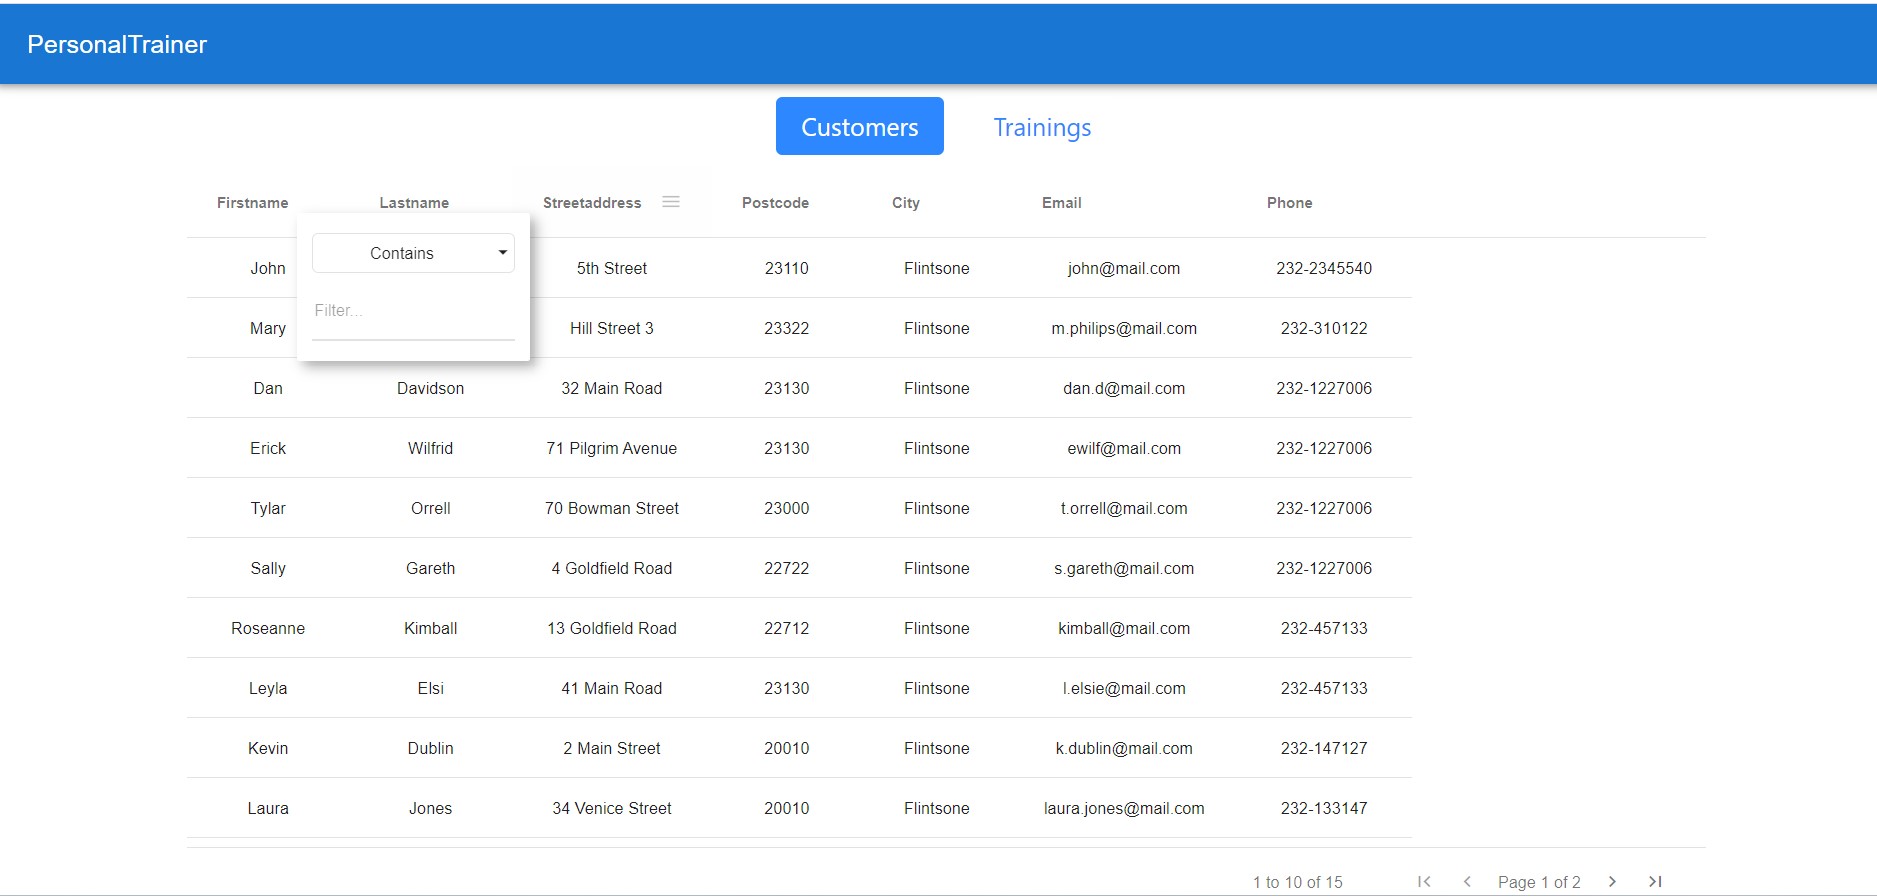 PersonalTrainer
Customers Trainings
Firstname Lastname Streetaddress Postcode City Email Phone
Contains
Filter...
John 5th Street 23110 Flintsone john@mail.com 232-2345540
Mary Hill Street 3 23322 Flintsone m.philips@mail.com 232-310122
Dan Davidson 32 Main Road 23130 Flintsone dan.d@mail.com 232-1227006
Erick Wilfrid 71 Pilgrim Avenue 23130 Flintsone ewilf@mail.com 232-1227006
Tylar Orrell 70 Bowman Street 23000 Flintsone t.orrell@mail.com 232-1227006
Sally Gareth 4 Goldfield Road 22722 Flintsone s.gareth@mail.com 232-1227006
Roseanne Kimball 13 Goldfield Road 22712 Flintsone kimball@mail.com 232-457133
Leyla Elsi 41 Main Road 23130 Flintsone l.elsie@mail.com 232-457133
Kevin Dublin 2 Main Street 20010 Flintsone k.dublin@mail.com 232-147127
Laura Jones 34 Venice Street 20010 Flintsone laura.jones@mail.com 232-133147
1 to 10 of 15 Page 1 of 2